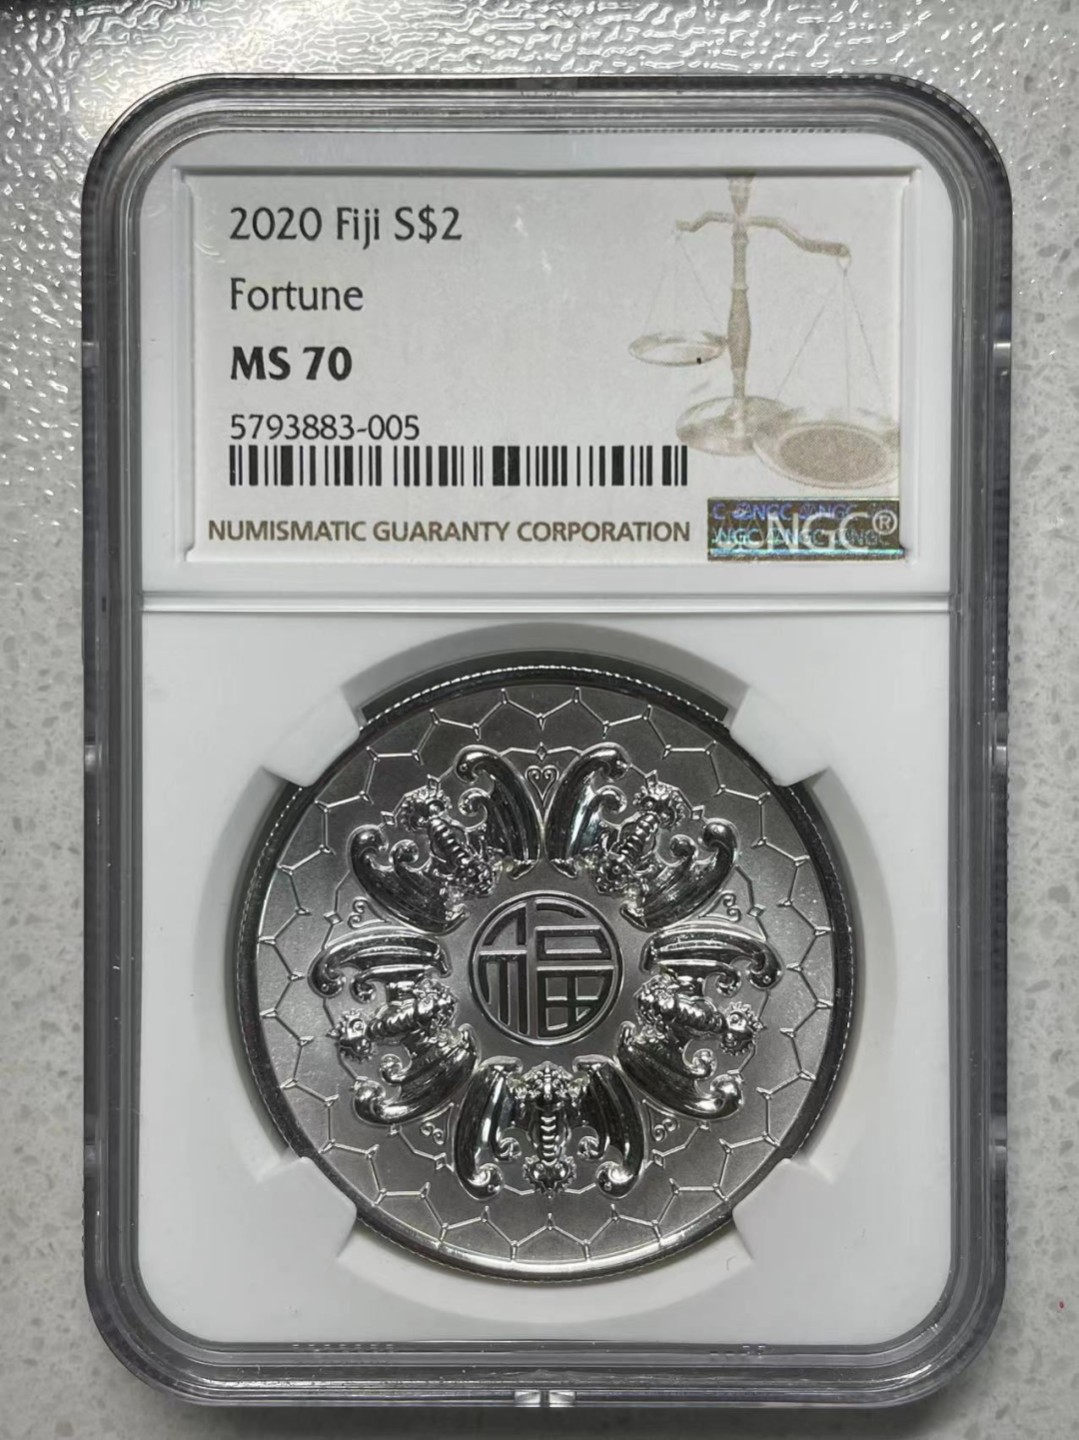 2020 Fiji S$2
Fortune
MS 70
5793883-005
NUMISMATIC GUARANTY CORPORATION
NGC®
福